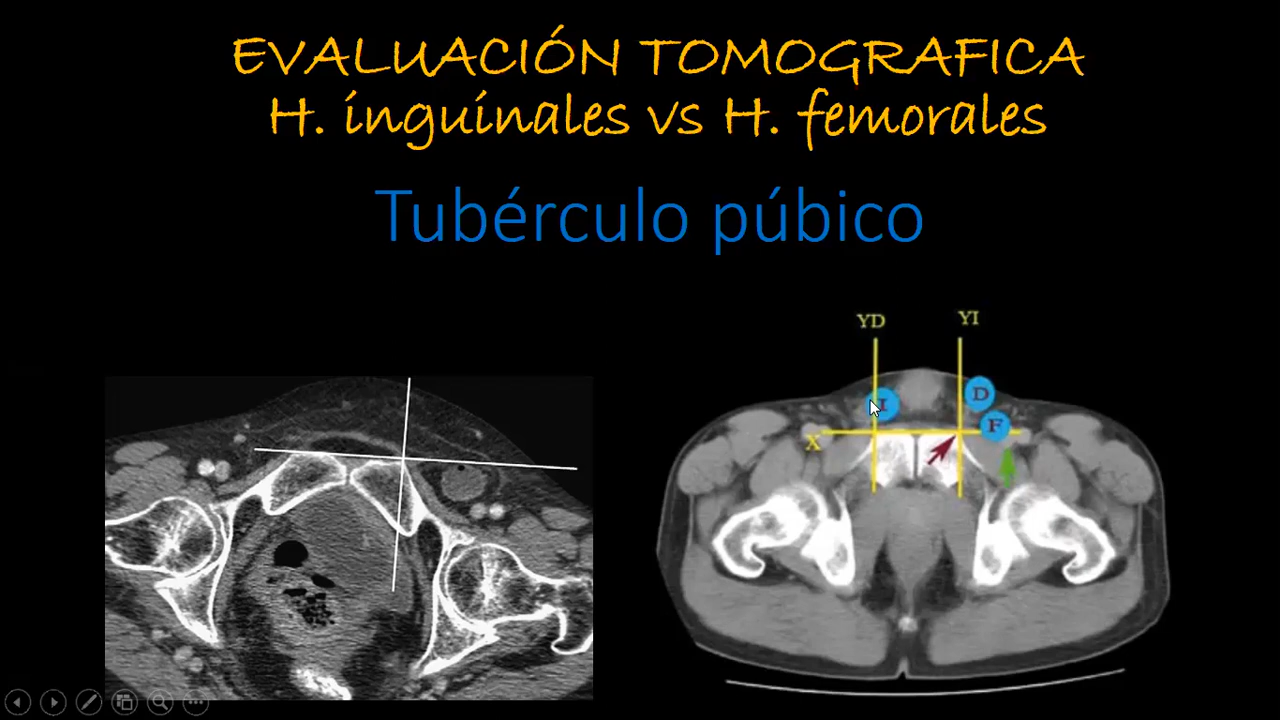 EVALUACIÓN TOMOGRAFICA
H. inguinales vs H. femorales
Tubérculo púbico
YD YI
I D
F
X